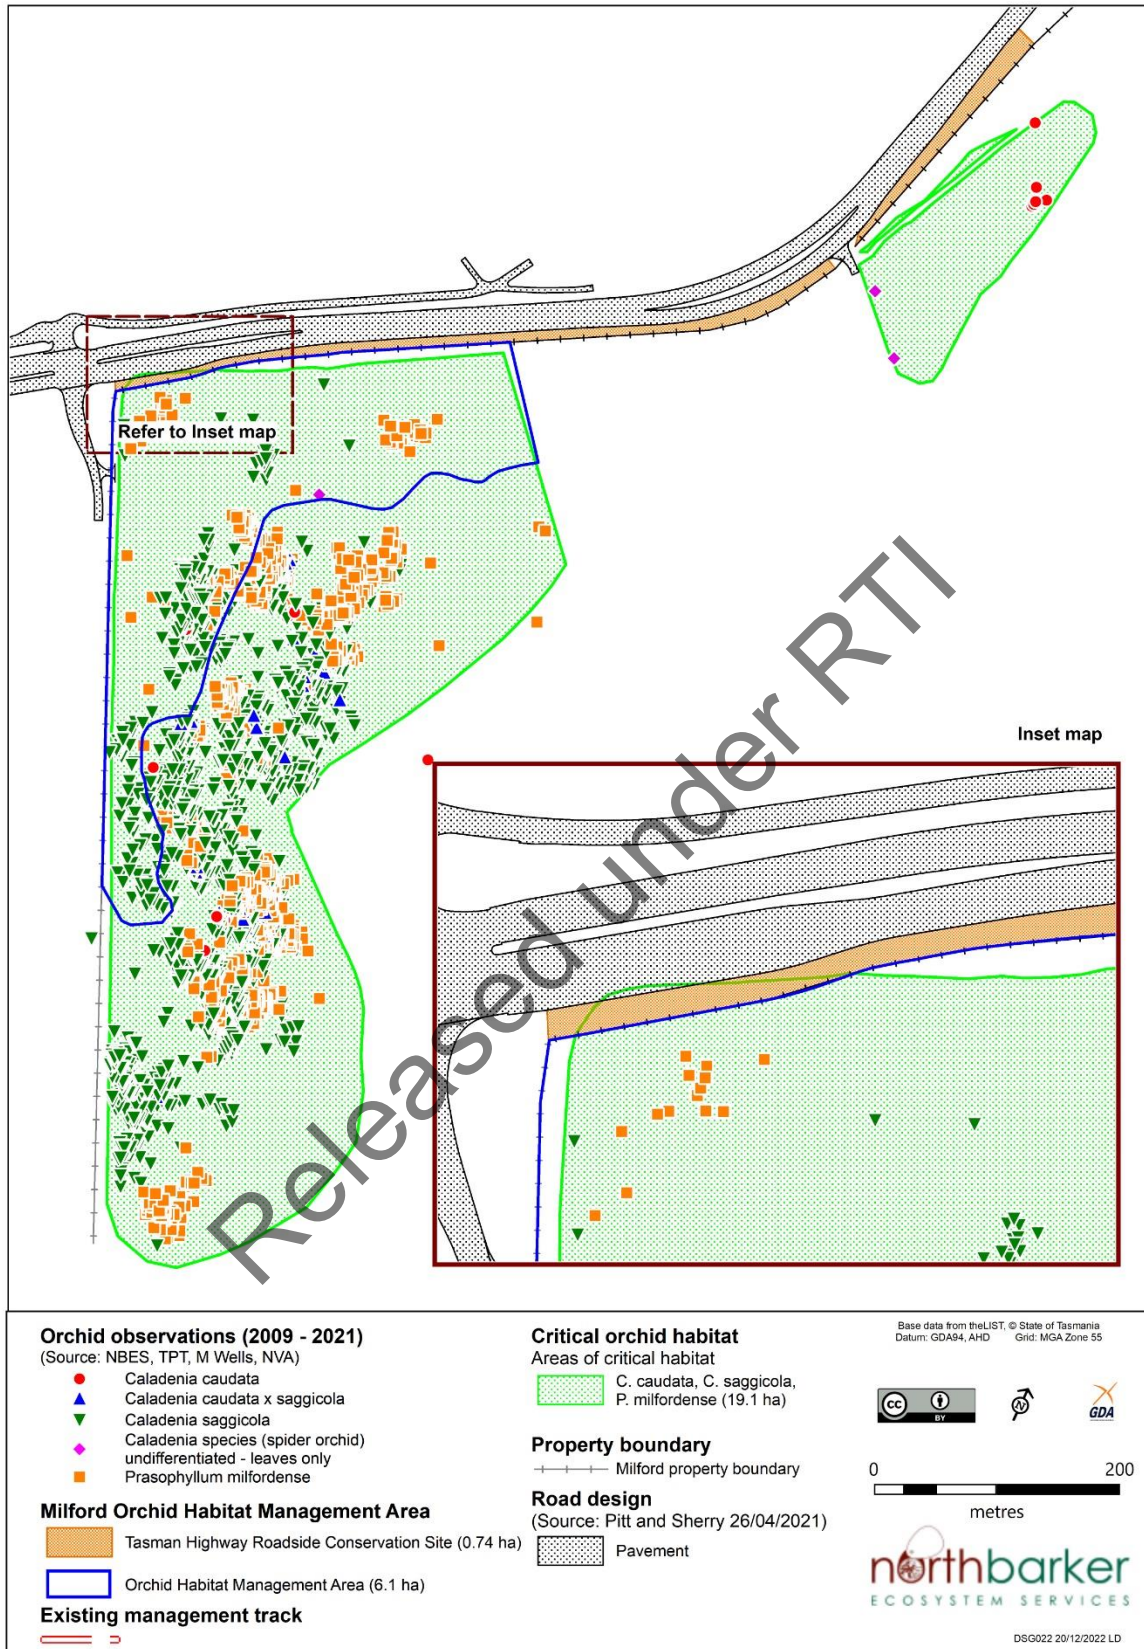 Refer to Inset map
Inset map
Released under RTI
Orchid observations (2009 - 2021)
(Source: NBES, TPT, M Wells, NVA)
Caladenia caudata
Caladenia caudata x saggicola
Caladenia saggicola
Caladenia species (spider orchid)
undifferentiated - leaves only
Prasophyllum milfordense
Milford Orchid Habitat Management Area
Tasman Highway Roadside Conservation Site (0.74 ha)
Orchid Habitat Management Area (6.1 ha)
Existing management track
Critical orchid habitat
Areas of critical habitat
C. caudata, C. saggicola,
P. milfordense (19.1 ha)
Property boundary
Milford property boundary
Road design
(Source: Pitt and Sherry 26/04/2021)
Pavement
Base data from theLIST, © State of Tasmania
Datum: GDA94, AHD Grid: MGA Zone 55
cc BY
N
GDA
0 200
metres
northbarker
ECOSYSTEM SERVICES
DSG022 20/12/2022 LD